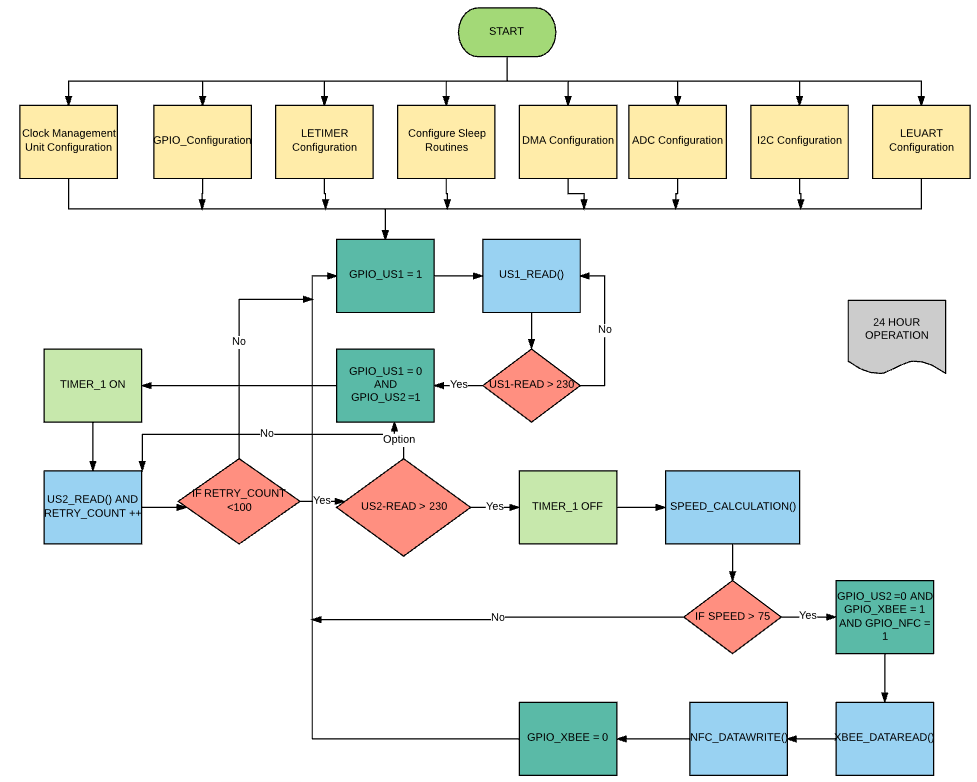 START
Clock Management
Unit Configuration
GPIO_Configuration
LETIMER
Configuration
Configure Sleep
Routines
DMA Configuration
ADC Configuration
I2C Configuration
LEUART
Configuration
GPIO_US1 = 1
US1_READ()
No
24 HOUR
OPERATION
No
TIMER_1 ON
GPIO_US1 = 0
AND
GPIO_US2 =1
Yes
US1-READ > 230
No
Option
US2_READ() AND
RETRY_COUNT ++
IF RETRY_COUNT
<100
Yes
US2-READ > 230
Yes
TIMER_1 OFF
SPEED_CALCULATION()
No
IF SPEED > 75
Yes
GPIO_US2 =0 AND
GPIO_XBEE = 1
AND GPIO_NFC =
1
GPIO_XBEE = 0
NFC_DATAWRITE()
XBEE_DATAREAD()